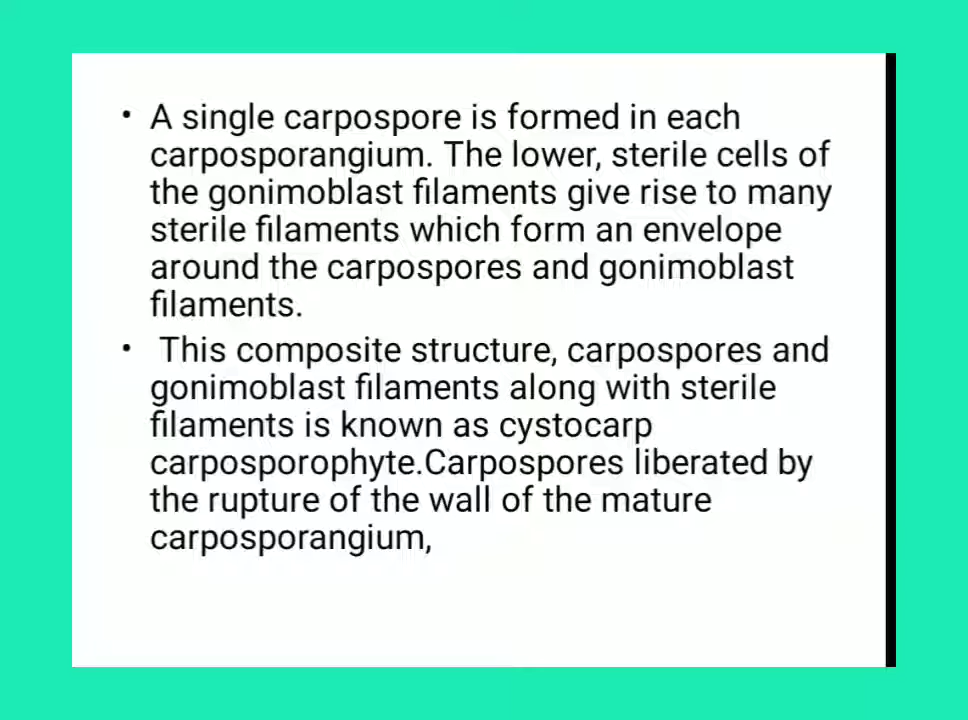 • A single carpospore is formed in each
carposporangium. The lower, sterile cells of
the gonimoblast filaments give rise to many
sterile filaments which form an envelope
around the carpospores and gonimoblast
filaments.
• This composite structure, carpospores and
gonimoblast filaments along with sterile
filaments is known as cystocarp
carposporophyte.Carpospores liberated by
the rupture of the wall of the mature
carposporangium,